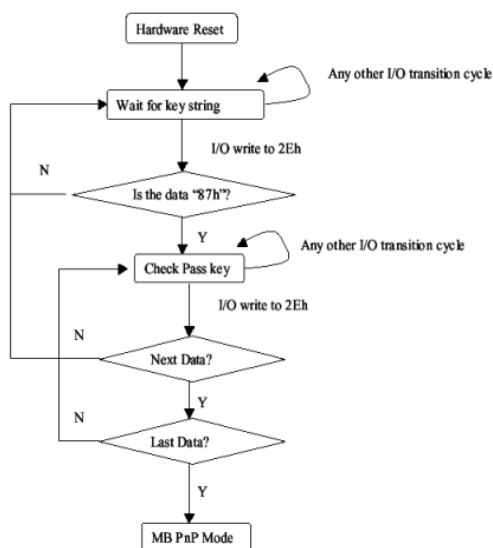 Hardware Reset
Any other I/O transition cycle
Wait for key string
I/O write to 2Eh
N
Is the data “87h”?
Y
Any other I/O transition cycle
Check Pass key
I/O write to 2Eh
N
Next Data?
Y
N
Last Data?
Y
MB PnP Mode